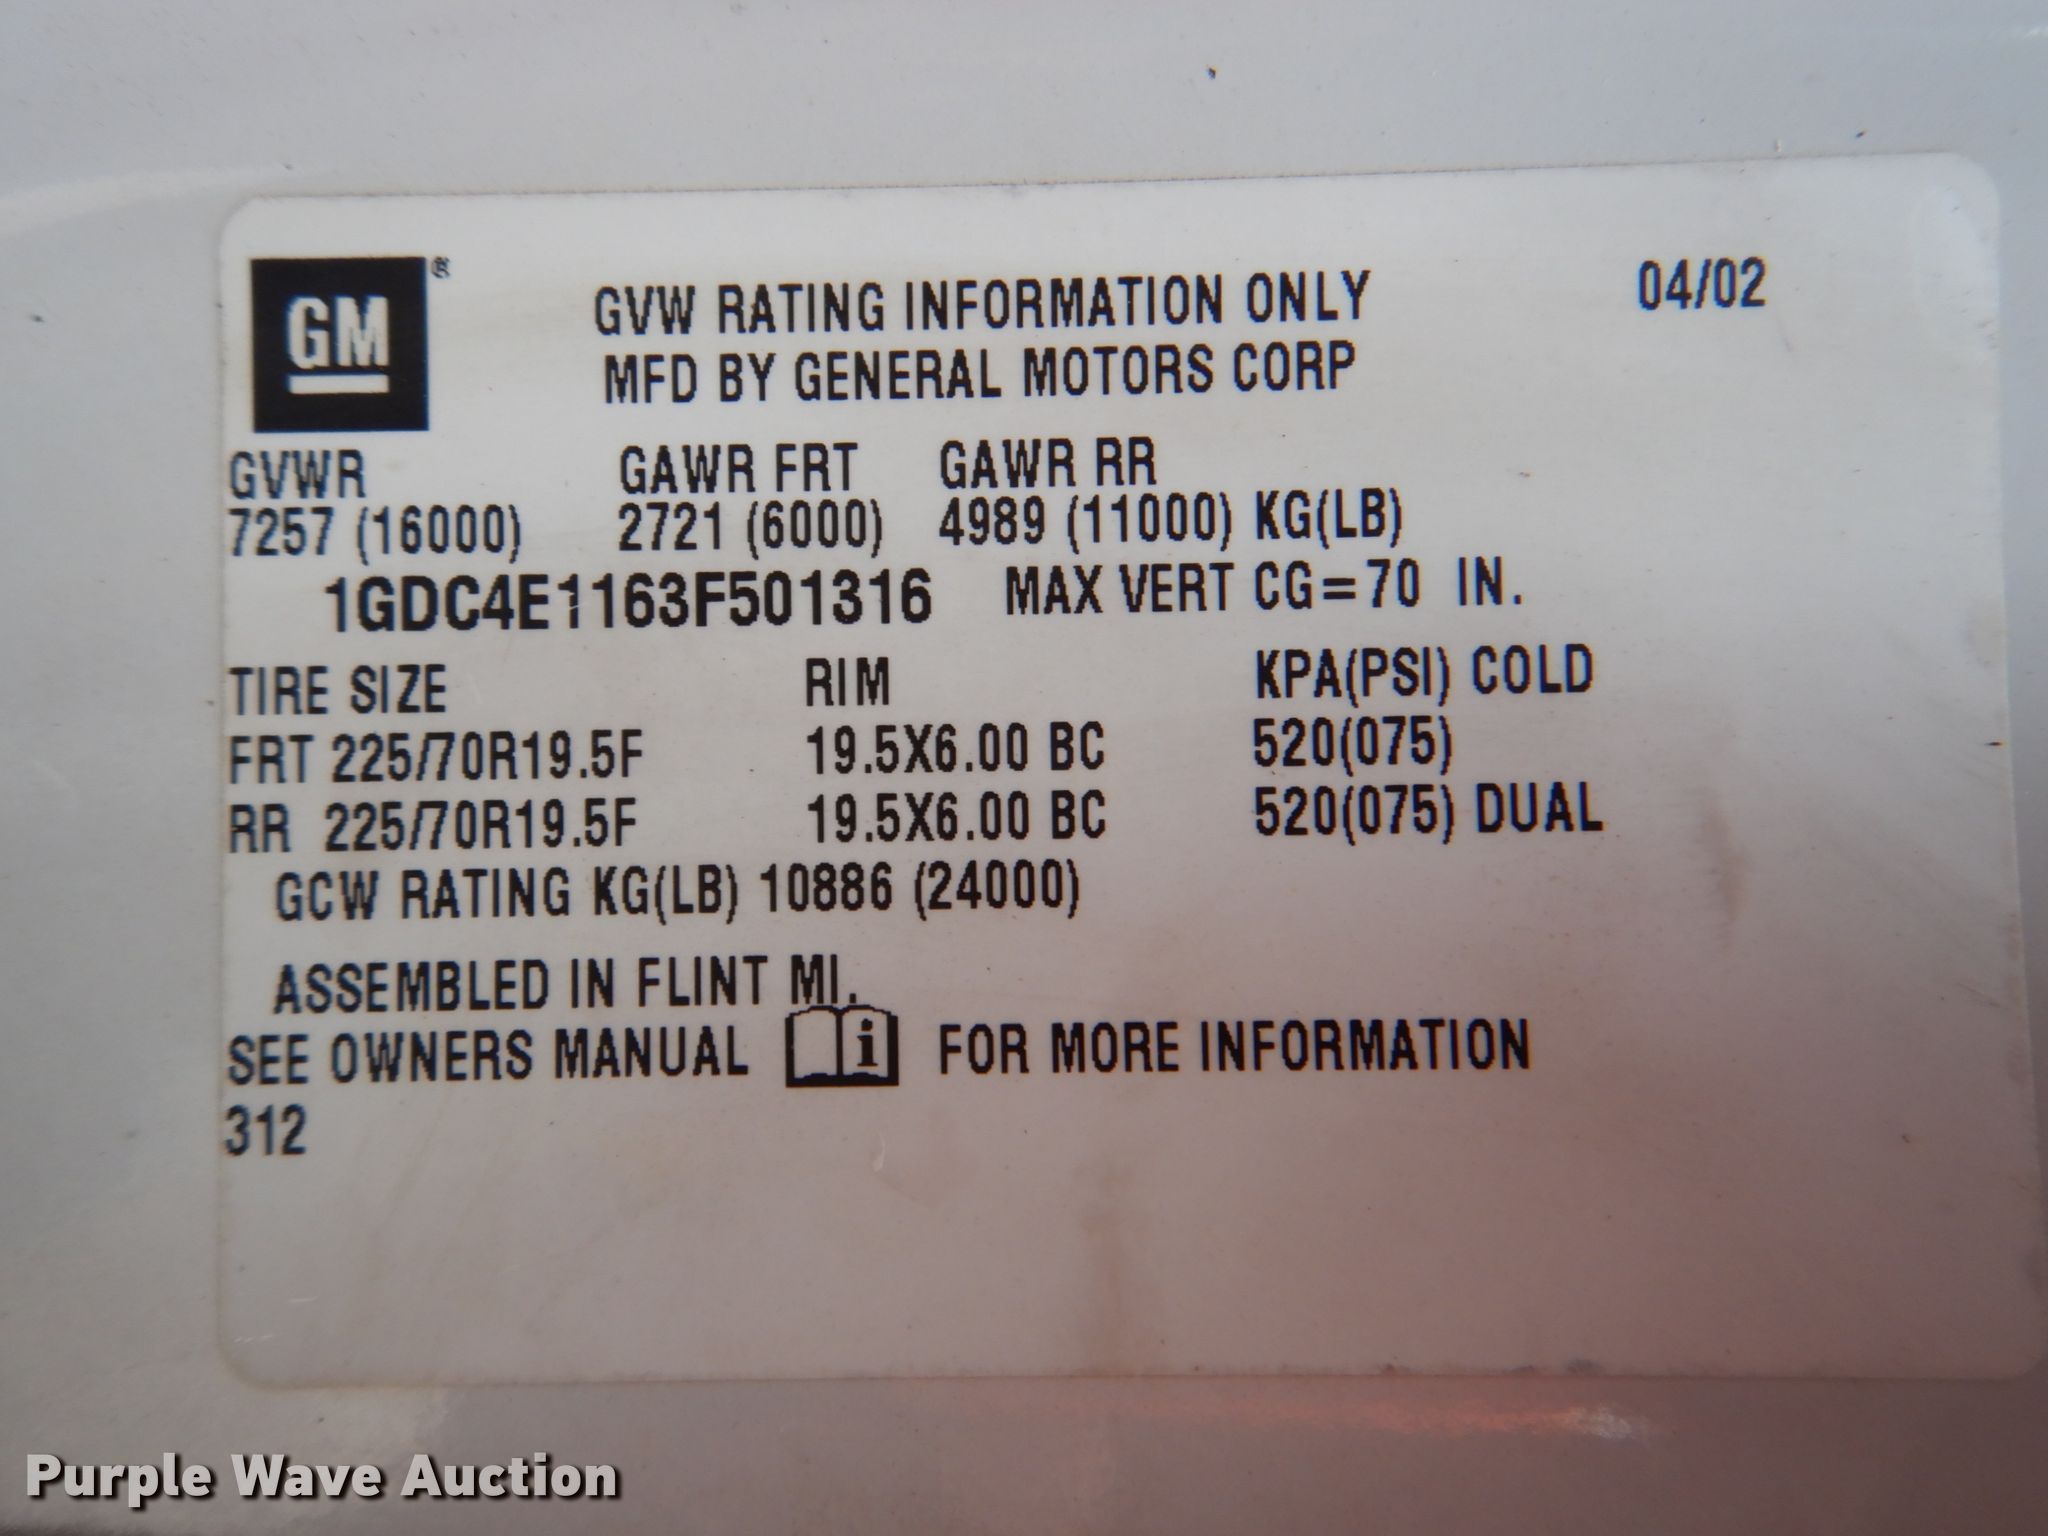 GM®
GVW RATING INFORMATION ONLY 04/02
MFD BY GENERAL MOTORS CORP
GVWR GAWR FRT GAWR RR
7257 (16000) 2721 (6000) 4989 (11000) KG(LB)
1GDC4E1163F501316 MAX VERT CG=70 IN.
TIRE SIZE RIM KPA(PSI) COLD
FRT 225/70R19.5F 19.5X6.00 BC 520(075)
RR 225/70R19.5F 19.5X6.00 BC 520(075) DUAL
GCW RATING KG(LB) 10886 (24000)
ASSEMBLED IN FLINT MI.
SEE OWNERS MANUAL i FOR MORE INFORMATION
312
Purple Wave Auction